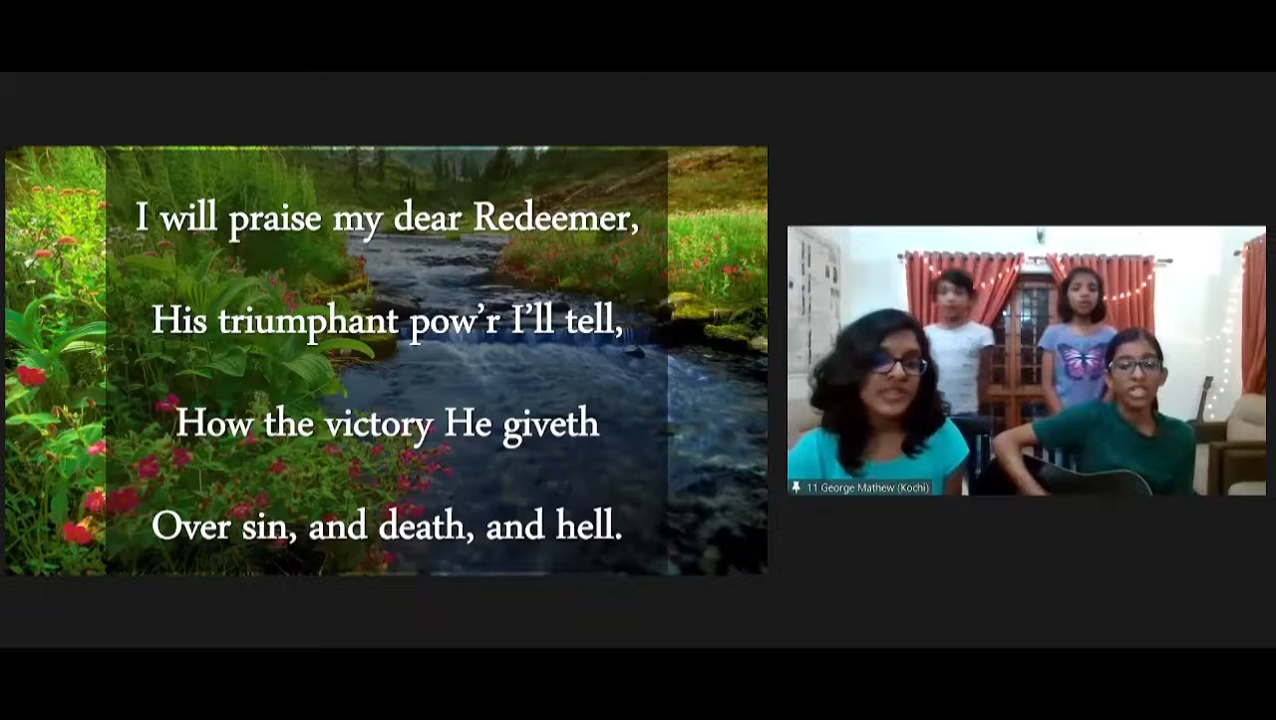 I will praise my dear Redeemer,
His triumphant pow’r I’ll tell,
How the victory He giveth
Over sin, and death, and hell.
11 George Mathew (Kochi)